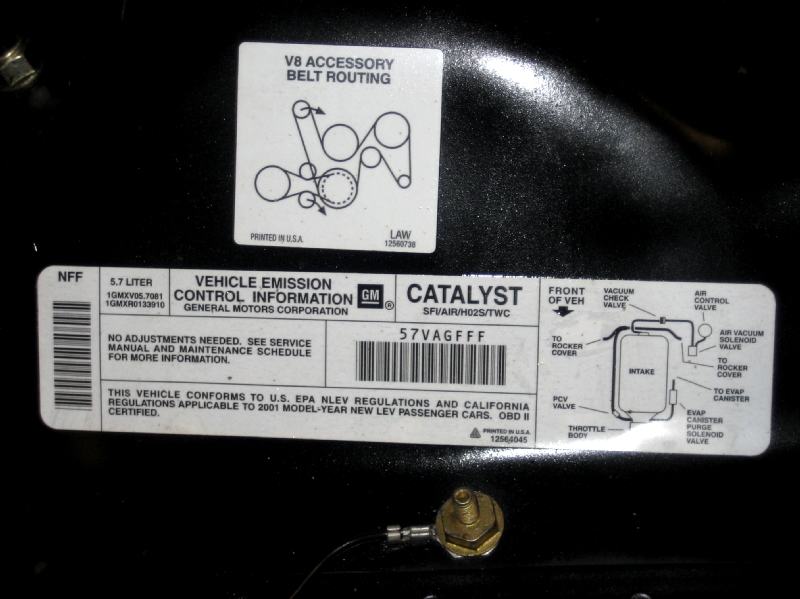 V8 ACCESSORY
BELT ROUTING
PRINTED IN U.S.A.
LAW
12560738
NFF
5.7 LITER
1GMXV05.7081
1GMXR0133910
VEHICLE EMISSION
CONTROL INFORMATION
GENERAL MOTORS CORPORATION
GM ®
CATALYST
SFI/AIR/HO2S/TWC
NO ADJUSTMENTS NEEDED. SEE SERVICE
MANUAL AND MAINTENANCE SCHEDULE
FOR MORE INFORMATION.
57VAGFFF
THIS VEHICLE CONFORMS TO U.S. EPA NLEV REGULATIONS AND CALIFORNIA
REGULATIONS APPLICABLE TO 2001 MODEL-YEAR NEW LEV PASSENGER CARS. OBD II
CERTIFIED.
PRINTED IN U.S.A.
12564045
FRONT
OF VEH
VACUUM
CHECK
VALVE
AIR
CONTROL
VALVE
AIR VACUUM
SOLENOID
VALVE
TO
ROCKER
COVER
TO
ROCKER
COVER
INTAKE
TO EVAP
CANISTER
PCV
VALVE
EVAP
CANISTER
PURGE
SOLENOID
VALVE
THROTTLE
BODY